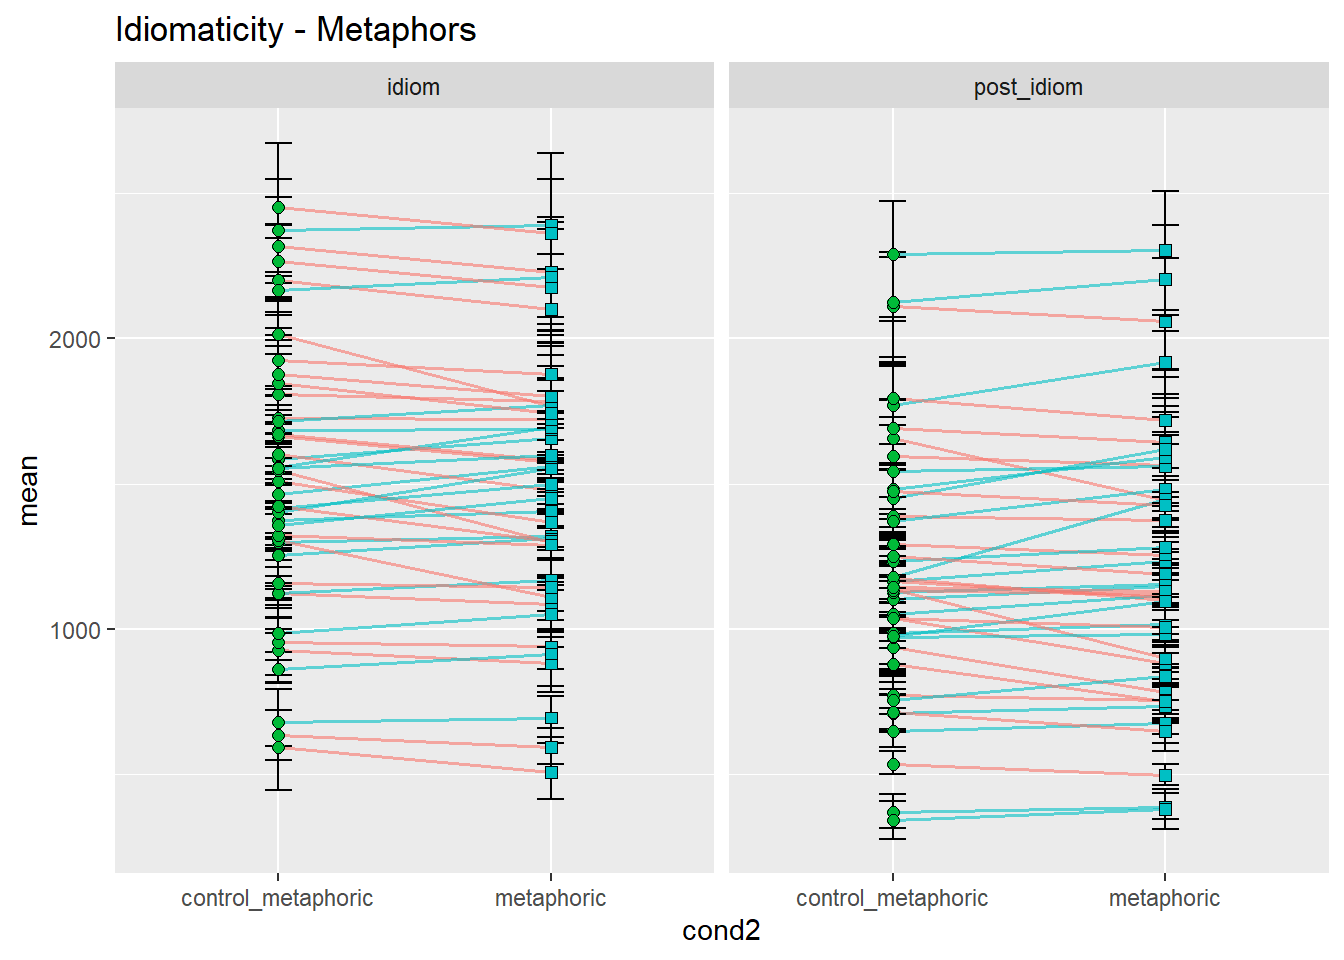 Idiomaticity - Metaphors
idiom
post_idiom
mean
2000
1000
control_metaphoric
metaphoric
control_metaphoric
metaphoric
cond2